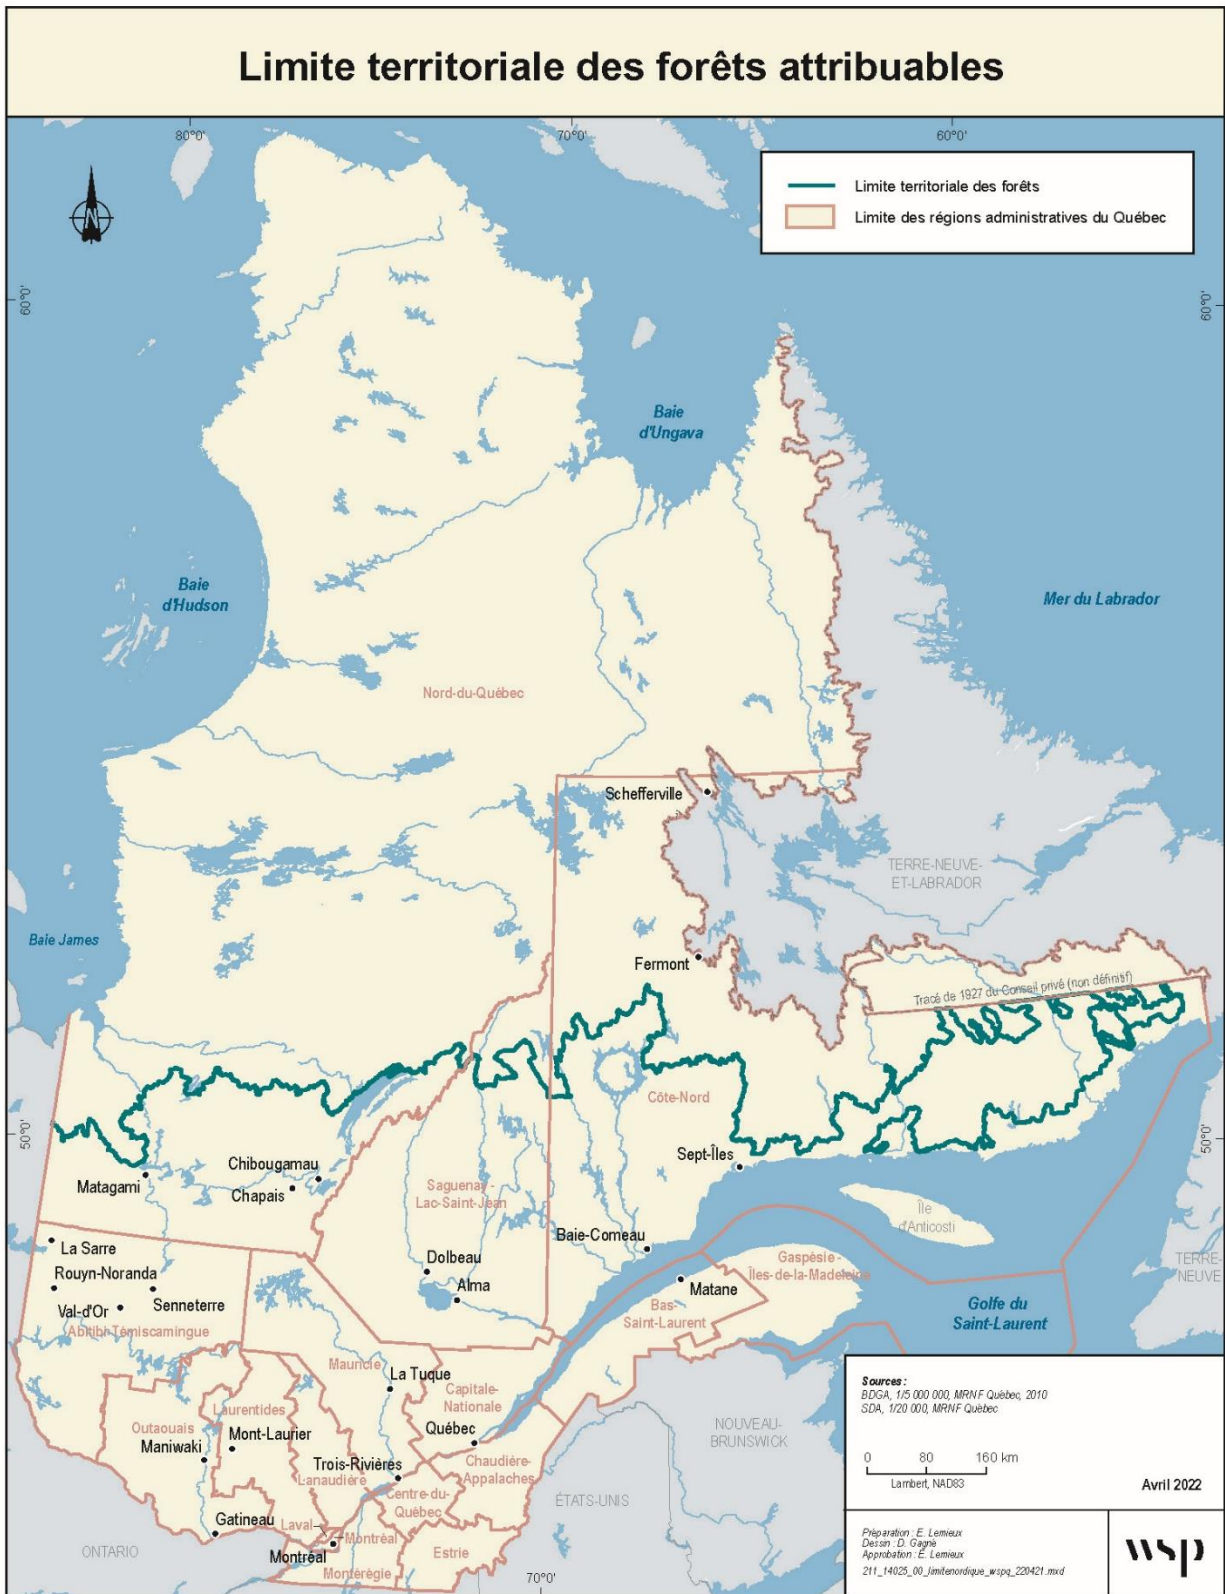 Limite territoriale des forêts attribuables
80°0'
70°0'
60°0'
Limite territoriale des forêts
Limite des régions administratives du Québec
N
60°0'
60°0'
Baie
d'Ungava
Baie
d'Hudson
Mer du Labrador
Nord-du-Québec
Schefferville
TERRE-NEUVE-
ET-LABRADOR
Baie James
Fermont
Tracé de 1927 du Conseil privé (non définitif)
Côte-Nord
50°0'
50°0'
Sept-Îles
Chibougamau
Matagami
Chapais
Saguenay -
Lac-Saint-Jean
Île
d'Anticosti
La Sarre
Baie-Comeau
Rouyn-Noranda
Dolbeau
Gaspésie -
Îles-de-la-Madeleine
TERRE-
NEUVE
Val-d'Or
Senneterre
Alma
Matane
Abitibi-Témiscamingue
Bas-
Saint-Laurent
Golfe du
Saint-Laurent
Mauricie
La Tuque
Capitale-
Nationale
Laurentides
Outaouais
Maniwaki
Mont-Laurier
Québec
NOUVEAU-
BRUNSWICK
Trois-Rivières
Lanaudière
Chaudière-
Appalaches
Centre-du-
Québec
Gatineau
Laval
Montréal
Montréal
Montérégie
Estrie
ÉTATS-UNIS
ONTARIO
70°0'
Sources :
BDGA, 1/5 000 000, MRNF Québec, 2010
SDA, 1/20 000, MRNF Québec
0 80 160 km
Lambert, NAD83
Avril 2022
Préparation : E. Lemieux
Dessin : D. Gagné
Approbation : É. Lemieux
211_14025_00_limitenordique_wspq_220421.mxd
wsp